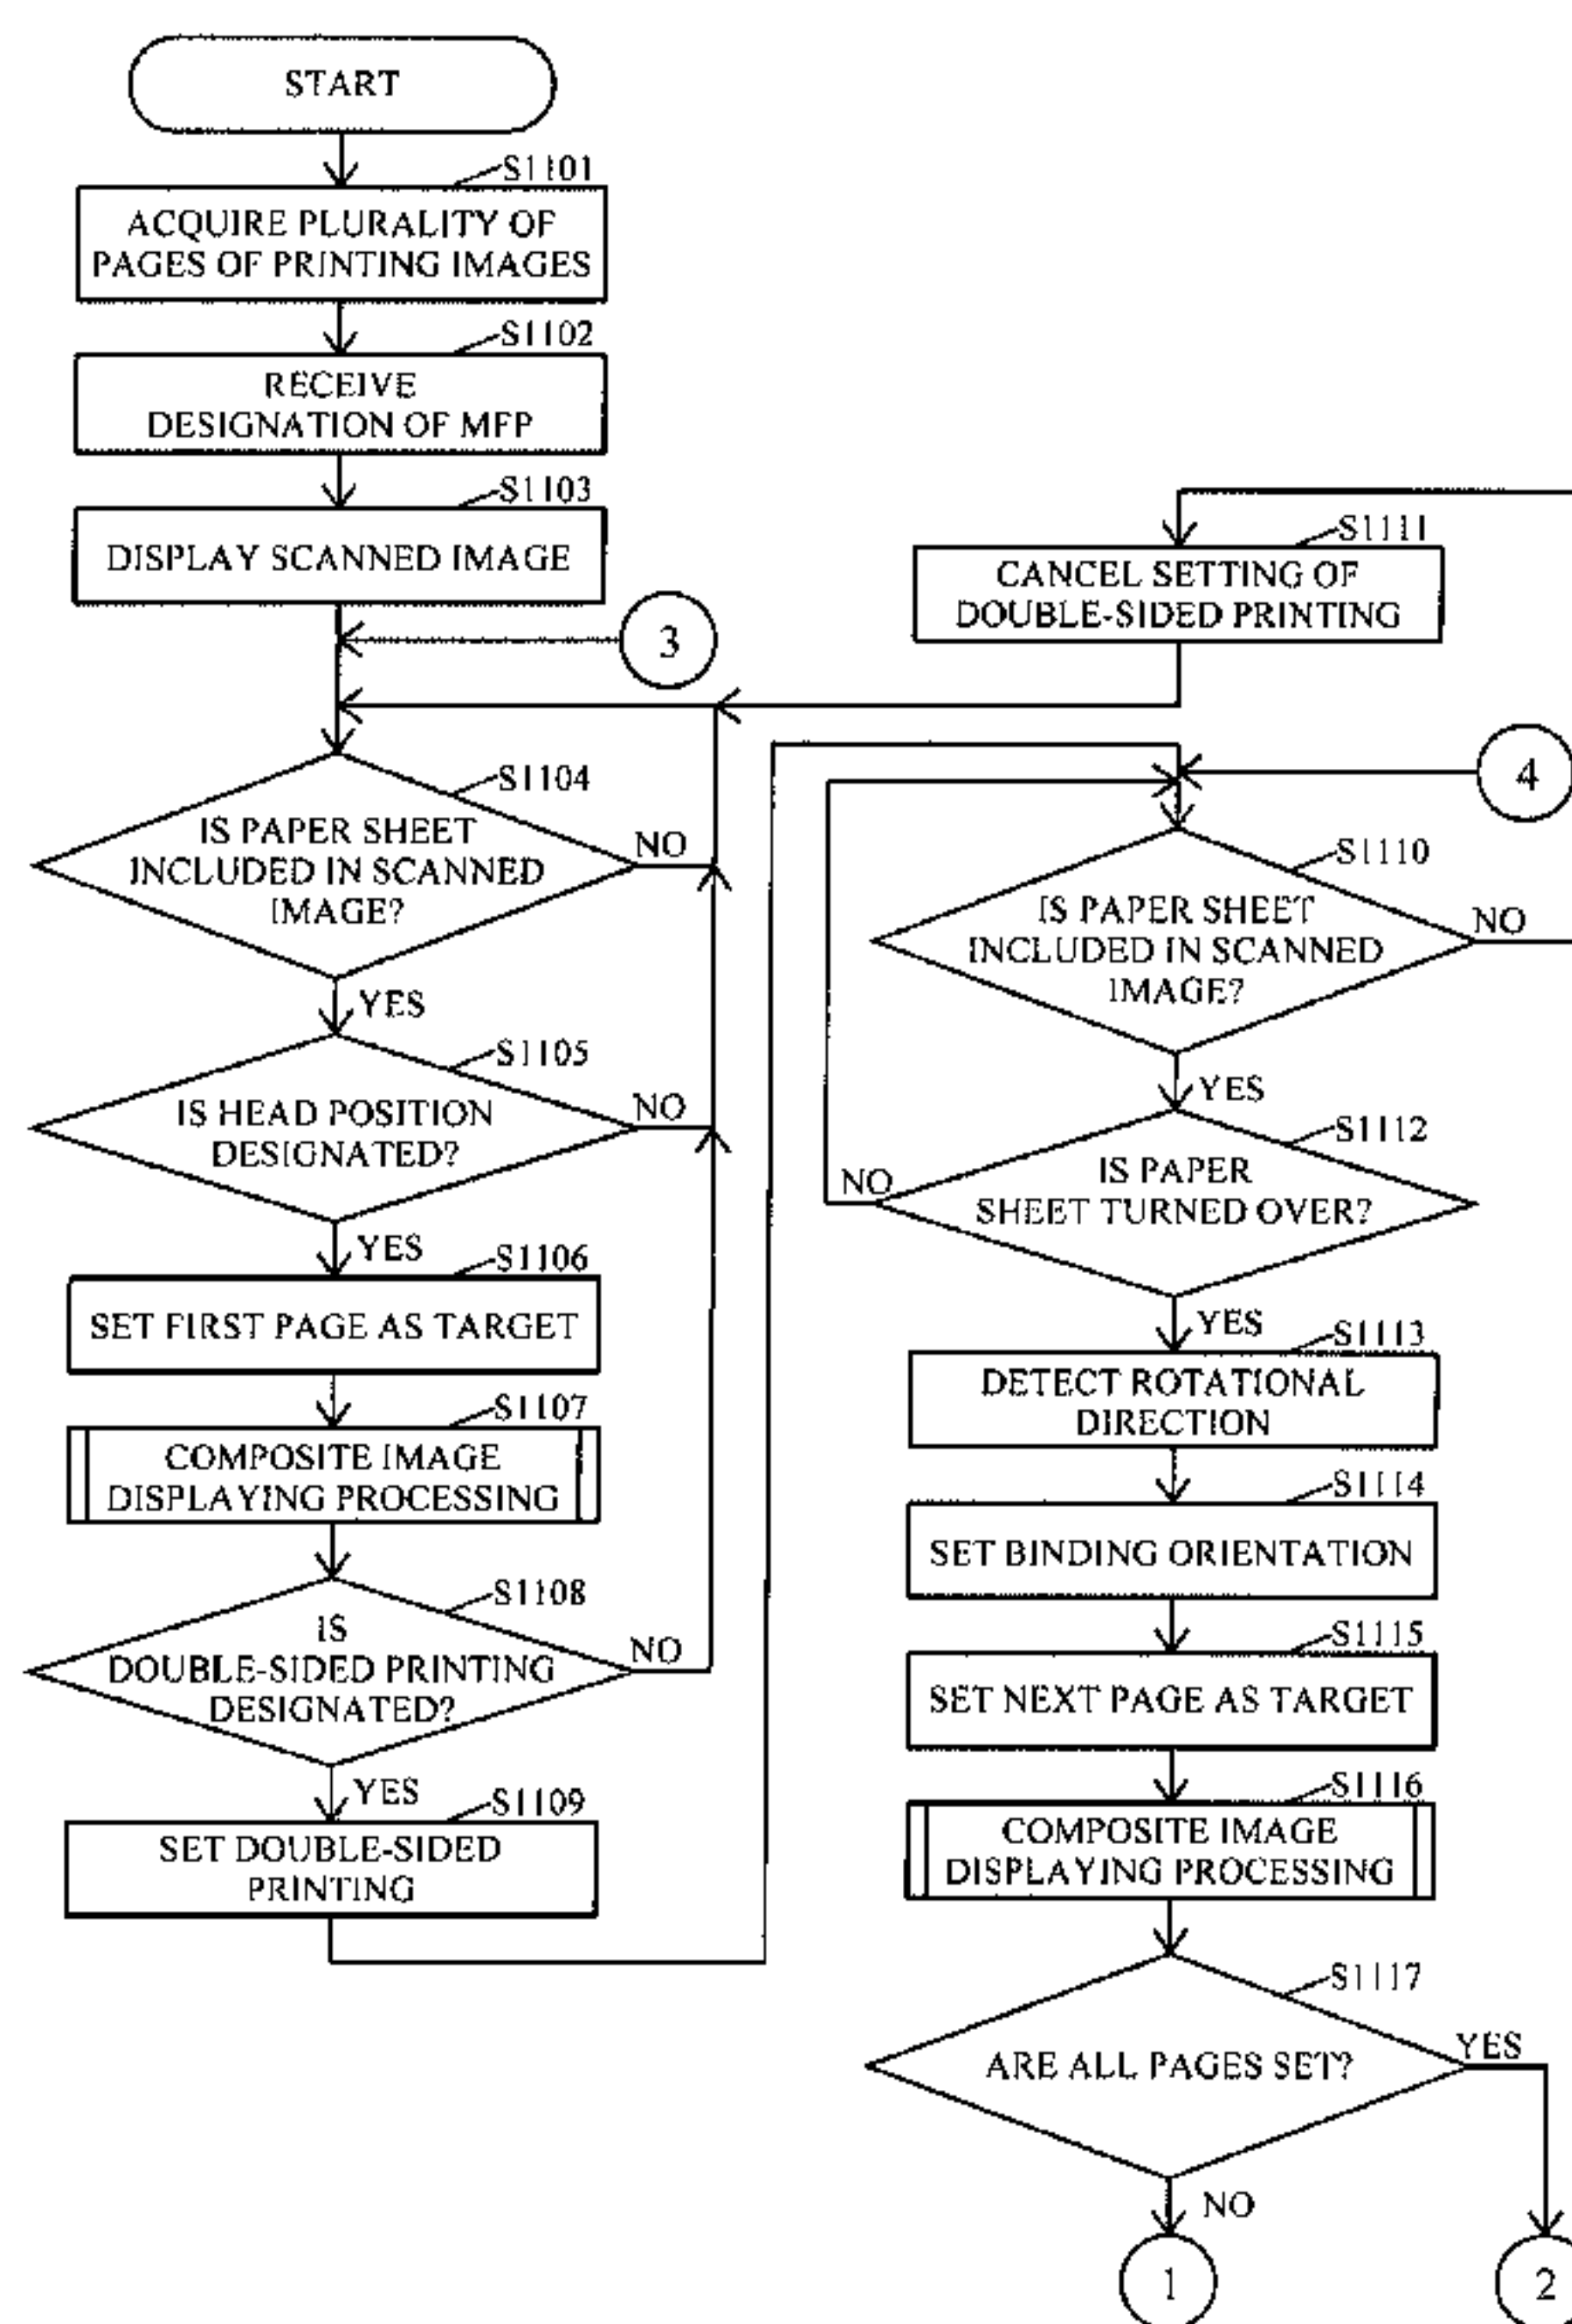 START
S1101
ACQUIRE PLURALITY OF
PAGES OF PRINTING IMAGES
S1102
RECEIVE
DESIGNATION OF MFP
S1103
DISPLAY SCANNED IMAGE
3
S1104
IS PAPER SHEET
INCLUDED IN SCANNED
IMAGE?
NO
YES
S1105
IS HEAD POSITION
DESIGNATED?
NO
YES
S1106
SET FIRST PAGE AS TARGET
S1107
COMPOSITE IMAGE
DISPLAYING PROCESSING
S1108
IS
DOUBLE-SIDED PRINTING
DESIGNATED?
NO
YES
S1109
SET DOUBLE-SIDED
PRINTING
S1111
CANCEL SETTING OF
DOUBLE-SIDED PRINTING
4
S1110
IS PAPER SHEET
INCLUDED IN SCANNED
IMAGE?
NO
YES
S1112
IS PAPER
SHEET TURNED OVER?
NO
YES
S1113
DETECT ROTATIONAL
DIRECTION
S1114
SET BINDING ORIENTATION
S1115
SET NEXT PAGE AS TARGET
S1116
COMPOSITE IMAGE
DISPLAYING PROCESSING
S1117
ARE ALL PAGES SET?
YES
NO
1
2